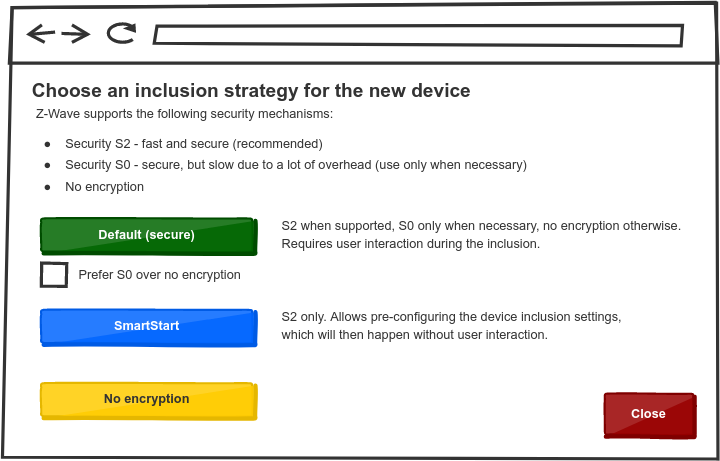 Choose an inclusion strategy for the new device
Z-Wave supports the following security mechanisms:
● Security S2 - fast and secure (recommended)
● Security S0 - secure, but slow due to a lot of overhead (use only when necessary)
● No encryption
Default (secure)
S2 when supported, S0 only when necessary, no encryption otherwise.
Requires user interaction during the inclusion.
Prefer S0 over no encryption
SmartStart
S2 only. Allows pre-configuring the device inclusion settings,
which will then happen without user interaction.
No encryption
Close